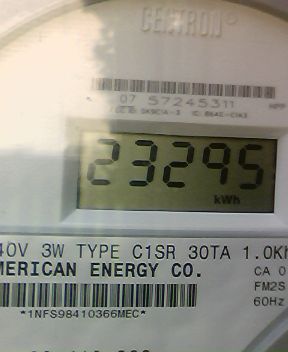 CENTRON®
07 57245311
23295
kWh
40V 3W TYPE C1SR 30TA 1.0Kh
MERICAN ENERGY CO.
CA 0
FM2S
60Hz
*1NFS98410366MEC*